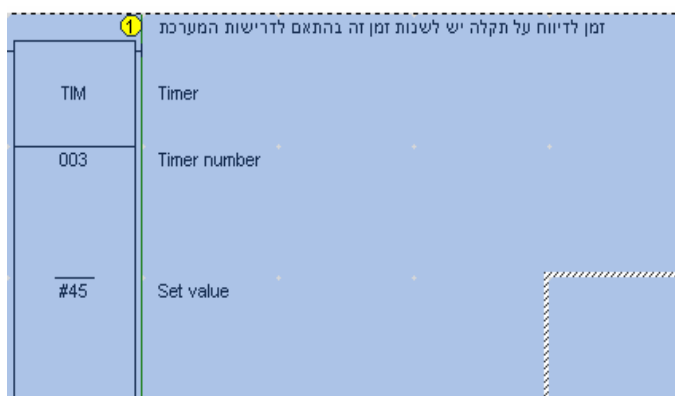 1 זמן לדיווח על תקלה יש לשנות זמן זה בהתאם לדרישות המערכת
TIM Timer
003 Timer number
#45 Set value